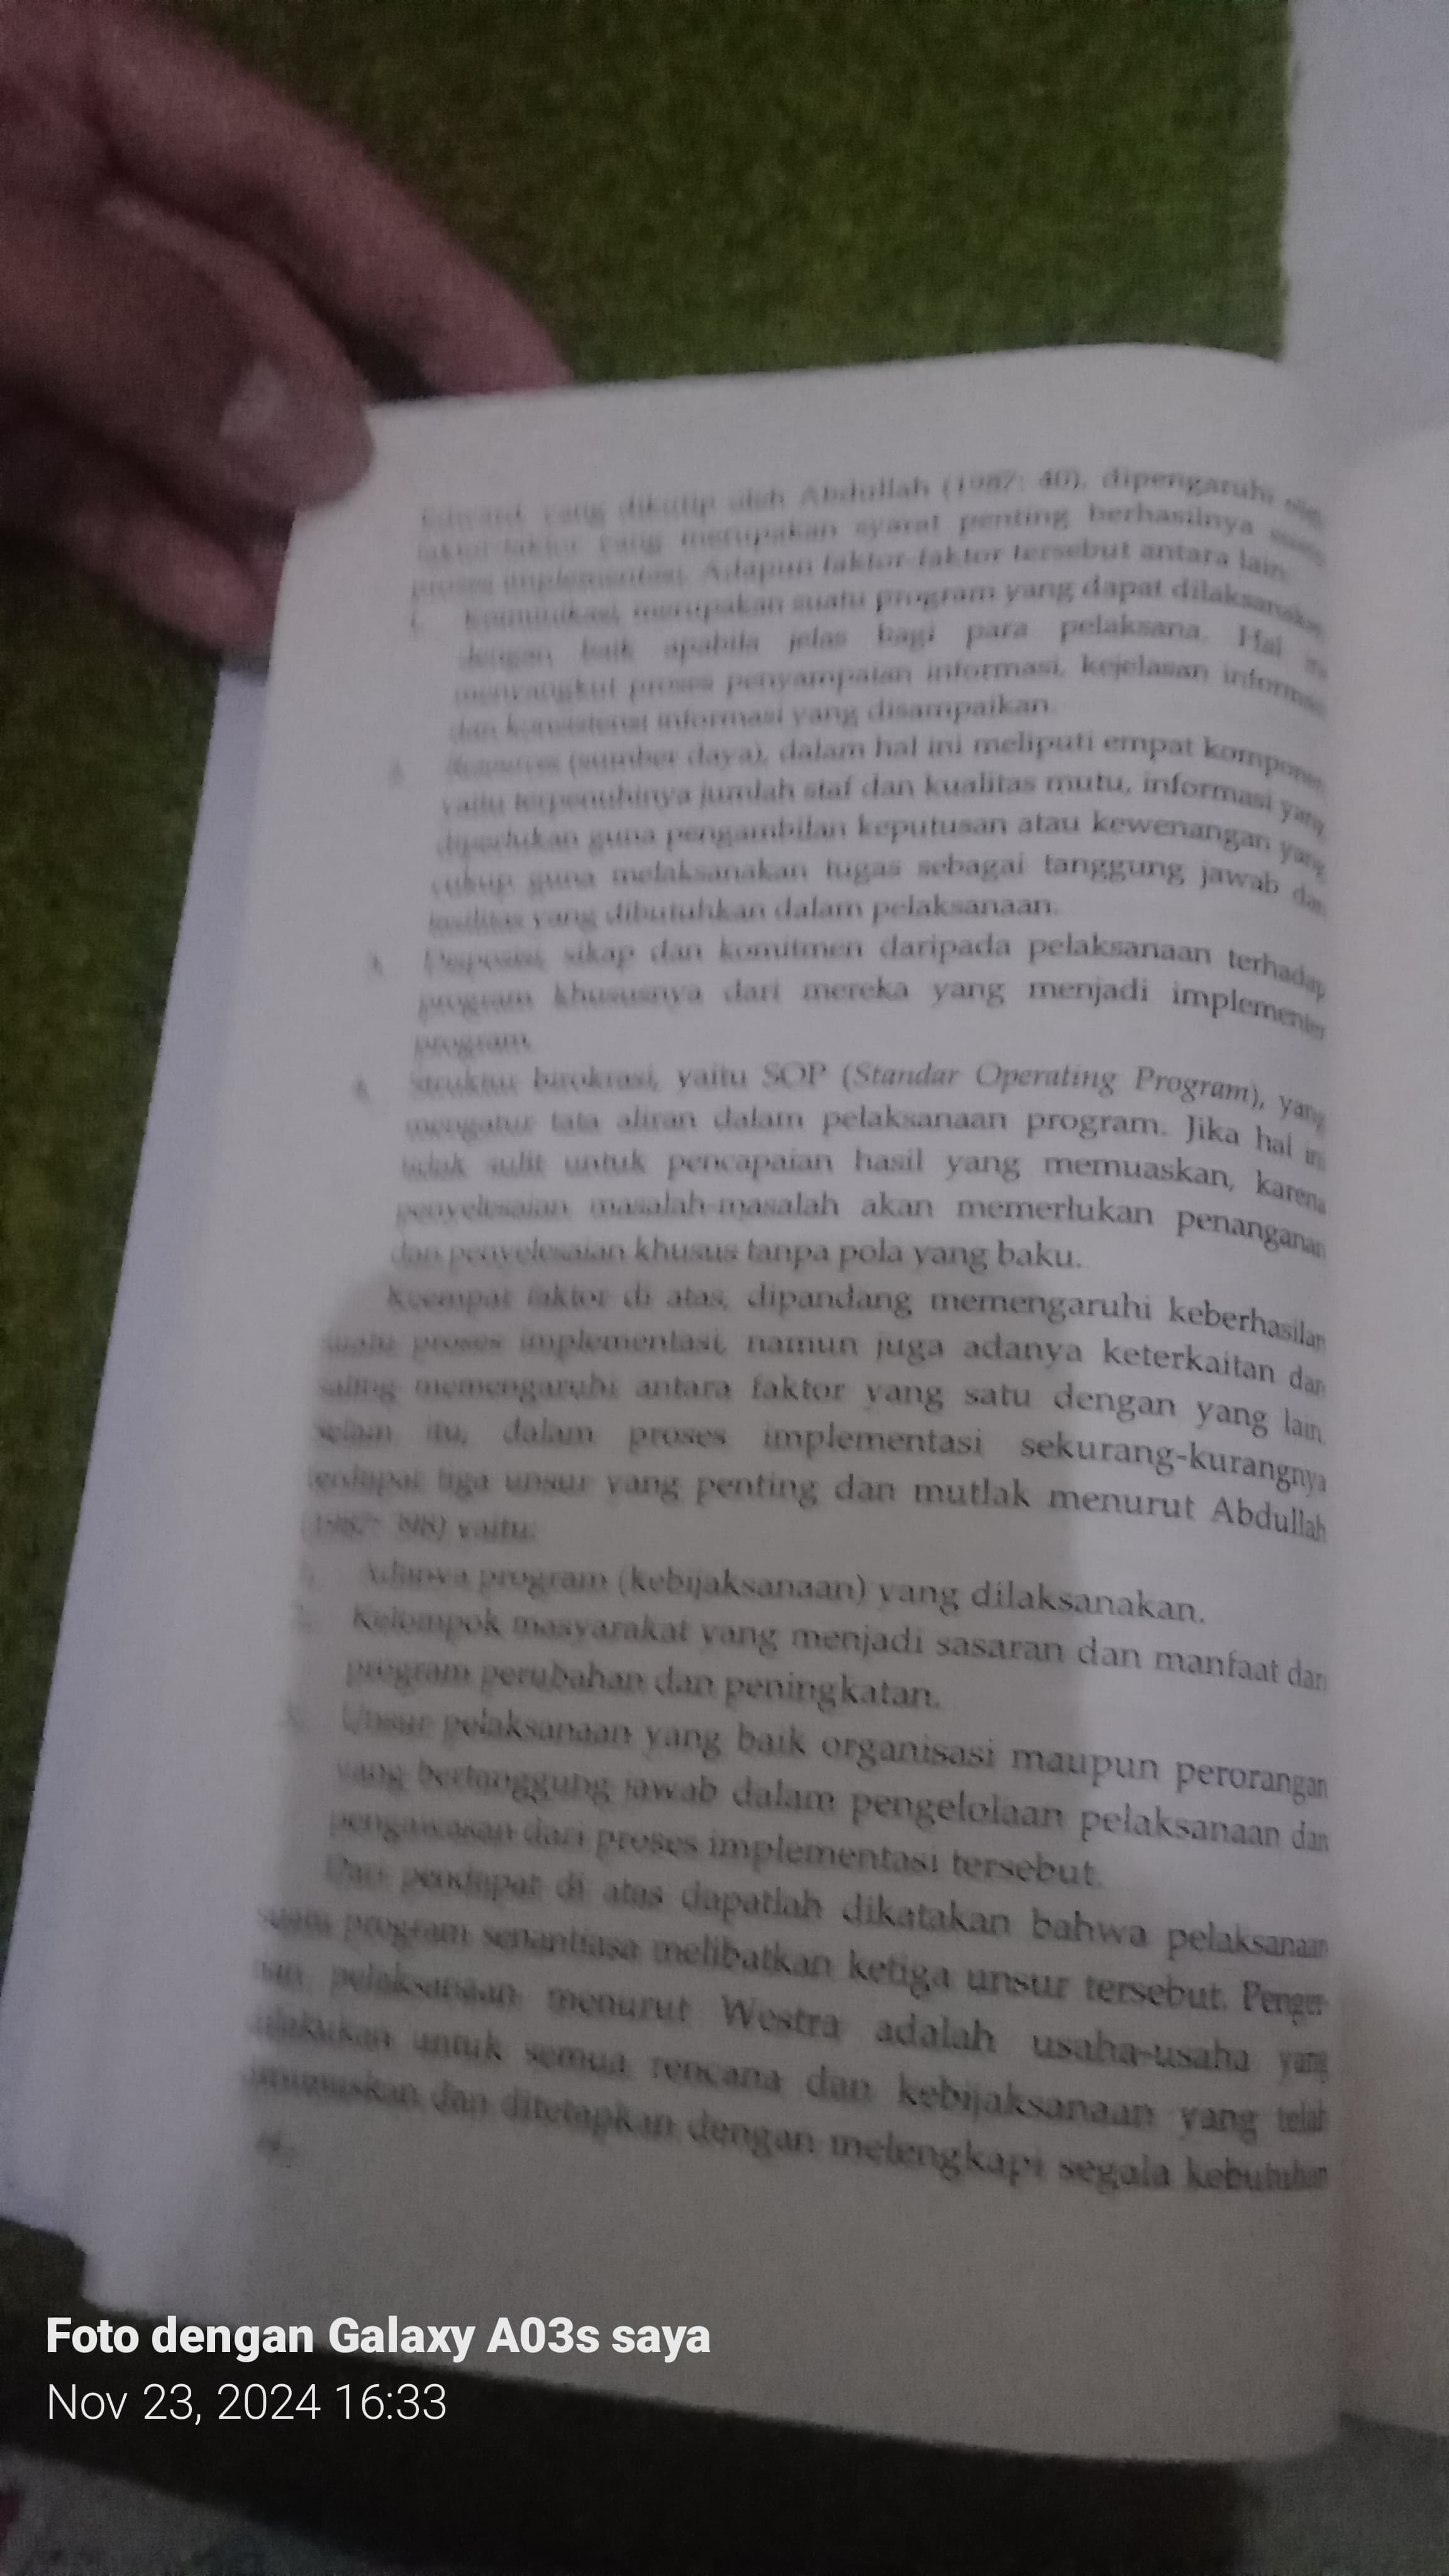 yang dikutip oleh Abdullah (1987: 40), dipengaruhi oleh
faktor-faktor yang merupakan syarat penting berhasilnya suatu
proses implementasi. Adapun faktor-faktor tersebut antara lain:
Komunikasi, merupakan suatu program yang dapat dilaksanakan
dengan baik apabila jelas bagi para pelaksana. Hal
menyangkut proses penyampaian informasi, kejelasan informasi
dan konsistensi informasi yang disampaikan.
(sumber daya), dalam hal ini meliputi empat komponen
yaitu terpenuhinya jumlah staf dan kualitas mutu, informasi yang
diperlukan guna pengambilan keputusan atau kewenangan yang
cukup guna melaksanakan tugas sebagai tanggung jawab dan
fasilitas yang dibutuhkan dalam pelaksanaan.
3. Disposisi, sikap dan komitmen daripada pelaksanaan terhadap
program khususnya dari mereka yang menjadi implementer
program.
4. Struktur birokrasi, yaitu SOP (Standar Operating Program), yang
mengatur tata aliran dalam pelaksanaan program. Jika hal ini
tidak sulit untuk pencapaian hasil yang memuaskan, karena
penyelesaian masalah-masalah akan memerlukan penanganan
dan penyelesaian khusus tanpa pola yang baku.
Keempat faktor di atas, dipandang memengaruhi keberhasilan
suatu proses implementasi, namun juga adanya keterkaitan dan
saling memengaruhi antara faktor yang satu dengan yang lain,
selain itu, dalam proses implementasi sekurang-kurangnya
terdapat tiga unsur yang penting dan mutlak menurut Abdullah
yaitu:
Adanya program (kebijaksanaan) yang dilaksanakan.
Kelompok masyarakat yang menjadi sasaran dan manfaat dari
program perubahan dan peningkatan.
Unsur pelaksanaan yang baik organisasi maupun perorangan
yang bertanggung jawab dalam pengelolaan pelaksanaan dan
pengawasan dari proses implementasi tersebut.
Dari pendapat di atas dapatlah dikatakan bahwa pelaksanaan
suatu program senantiasa melibatkan ketiga unsur tersebut. Penger-
tian pelaksanaan menurut Westra adalah usaha-usaha yang
dilakukan untuk semua rencana dan kebijaksanaan yang telah
dirumuskan dan ditetapkan dengan melengkapi segala kebutuhan
Foto dengan Galaxy A03s saya
Nov 23, 2024 16:33